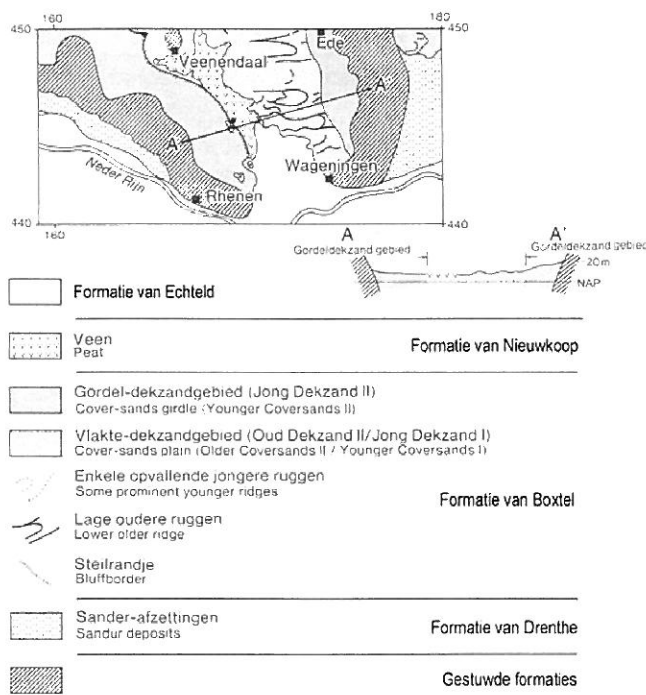 160
180
450
450
Ede
Veenendaal
A'
A
Wageningen
Neder Rijn
Rhenen
440
440
160
A
A'
Gordeldekzand gebied
Gordeldekzand gebied
20m
NAP
Formatie van Echteld
Veen
Peat
Formatie van Nieuwkoop
Gordel-dekzandgebied (Jong Dekzand II)
Cover-sands girdle (Younger Coversands II)
Vlakte-dekzandgebied (Oud Dekzand II/Jong Dekzand I)
Cover-sands plain (Older Coversands II / Younger Coversands I)
Enkele opvallende jongere ruggen
Some prominent younger ridges
Formatie van Boxtel
Lage oudere ruggen
Lower older ridge
Steilrandje
Bluffborder
Sander-afzettingen
Sandur deposits
Formatie van Drenthe
Gestuwde formaties